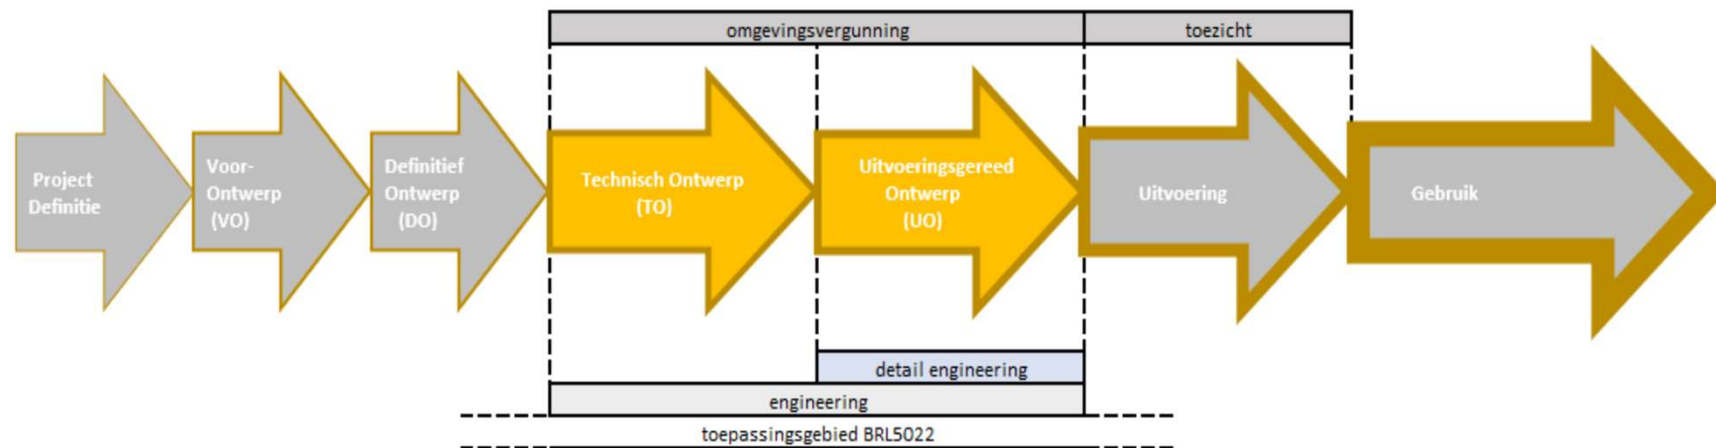 omgevingsvergunning
toezicht
Project
Definitie
Voor-
Ontwerp
(VO)
Definitief
Ontwerp
(DO)
Technisch Ontwerp
(TO)
Uitvoeringsgereed
Ontwerp
(UO)
Uitvoering
Gebruik
detail engineering
engineering
toepassingsgebied BRL5022